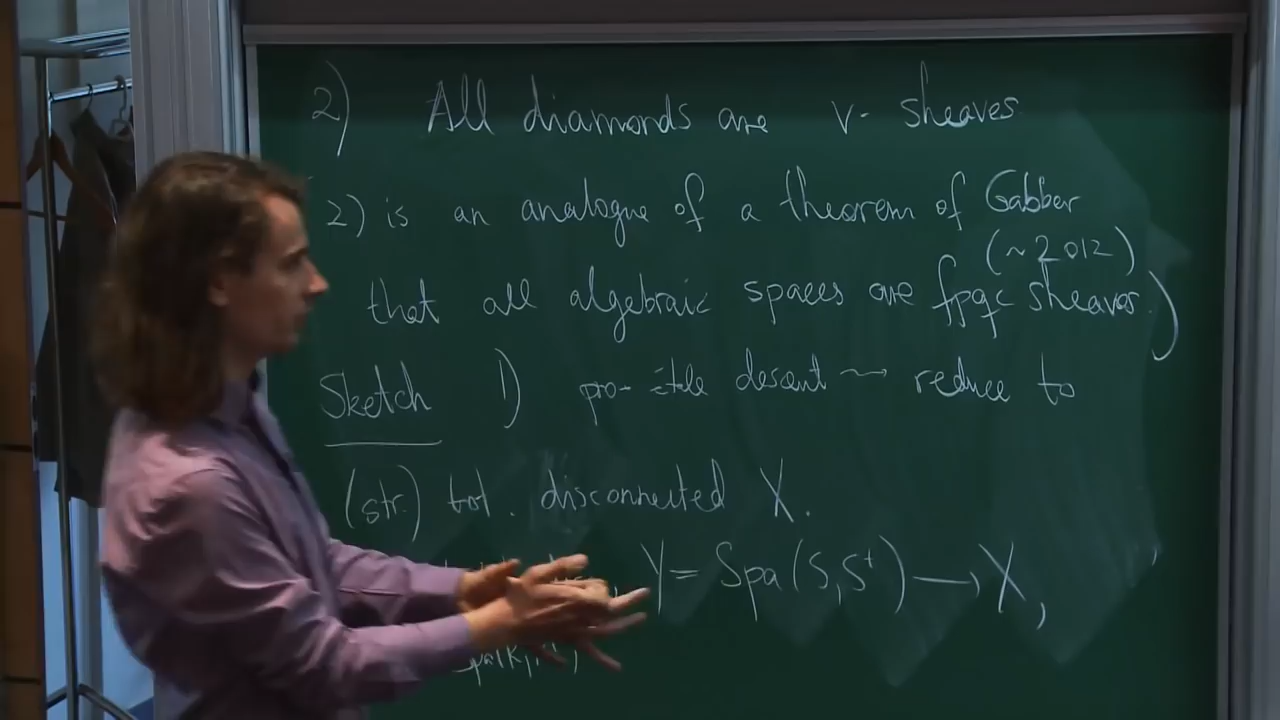 2) All diamonds are v-sheaves
2) is an analogue of a theorem of Gabber
(~2012)
that all algebraic spaces are fpqc sheaves.)
Sketch 1) pro-étale descent ⇝ reduce to
(str.) tot. disconnected X.
Y = Spa(S,S⁺) ⟶ X,